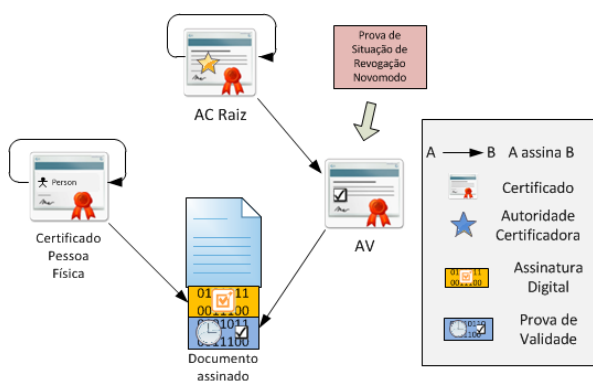 Prova de
Situação de
Revogação
Novomodo
AC Raiz
A
B
A assina B
Person
Certificado
Autoridade
Certificadora
AV
Certificado
Pessoa
Física
Assinatura
Digital
Prova de
Validade
Documento
assinado